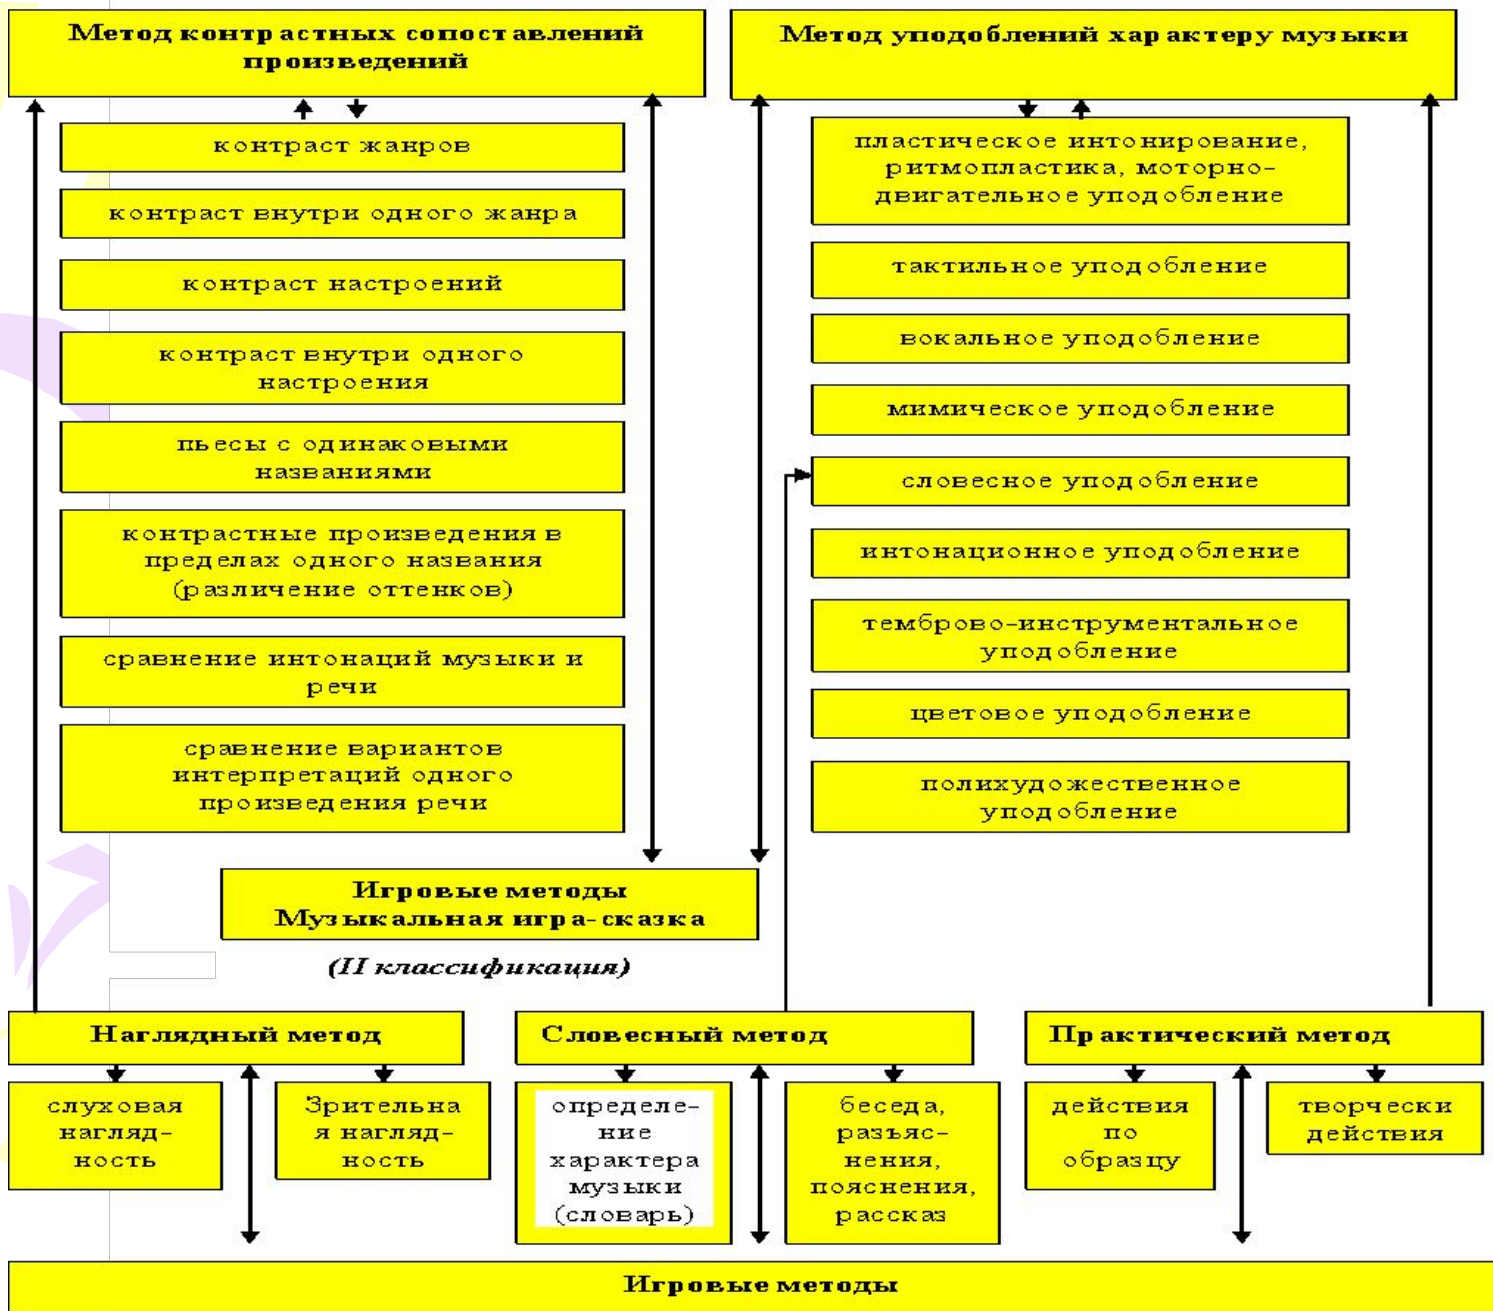 Метод контрастных сопоставлений
произведений
контраст жанров
контраст внутри одного жанра
контраст настроений
контраст внутри одного
настроения
пьесы с одинаковыми
названиями
контрастные произведения в
пределах одного названия
(различение оттенков)
сравнение интонаций музыки и
речи
сравнение вариантов
интерпретаций одного
произведения речи
Метод уподоблений характеру музыки
пластическое интонирование,
ритмопластика, моторно-
двигательное уподобление
тактильное уподобление
вокальное уподобление
мимическое уподобление
словесное уподобление
интонационное уподобление
темброво-инструментальное
уподобление
цветовое уподобление
полихудожественное
уподобление
Игровые методы
Музыкальная игра-сказка
(II классификация)
Наглядный метод
слуховая
нагляд-
ность
Зрительна
я нагляд-
ность
Словесный метод
определе-
ние
характера
музыки
(словарь)
беседа,
разъяс-
нения,
пояснения,
рассказ
Практический метод
действия
по
образцу
творчески
действия
Игровые методы